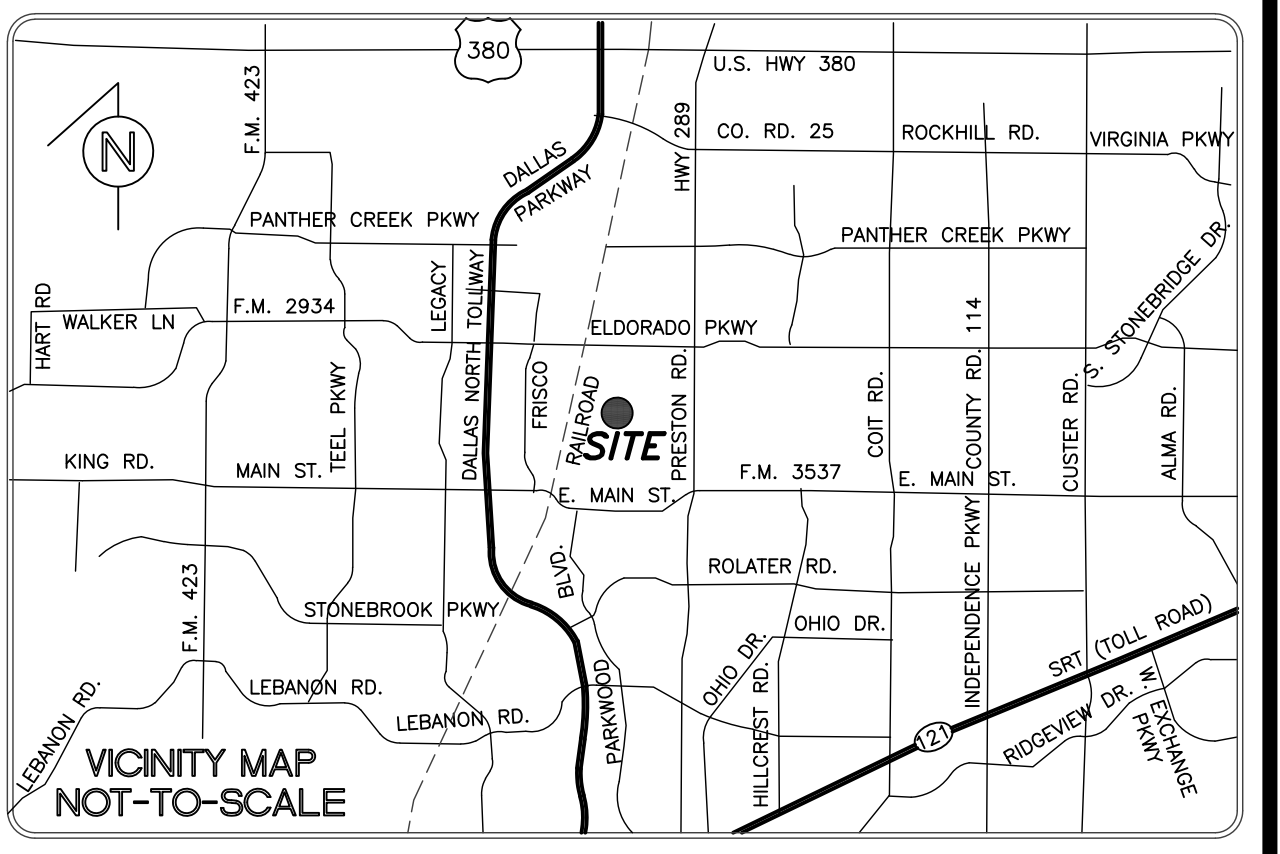 380
U.S. HWY 380
F.M. 423
N
HWY 289
CO. RD. 25
ROCKHILL RD.
VIRGINIA PKWY
DALLAS
PARKWAY
PANTHER CREEK PKWY
PANTHER CREEK PKWY
S. STONEBRIDGE DR.
HART RD
WALKER LN
F.M. 2934
LEGACY
DALLAS NORTH TOLLWAY
ELDORADO PKWY
TEEL PKWY
FRISCO
RAILROAD
SITE
PRESTON RD.
COIT RD.
INDEPENDENCE PKWY
COUNTY RD. 114
CUSTER RD.
ALMA RD.
KING RD.
MAIN ST.
E. MAIN ST.
F.M. 3537
E. MAIN ST.
F.M. 423
BLVD.
ROLATER RD.
STONEBROOK PKWY
OHIO DR.
OHIO DR.
SRT (TOLL ROAD)
LEBANON RD.
LEBANON RD.
LEBANON RD.
PARKWOOD
HILLCREST RD.
121
RIDGEVIEW DR.
W. EXCHANGE
PKWY
VICINITY MAP
NOT-TO-SCALE